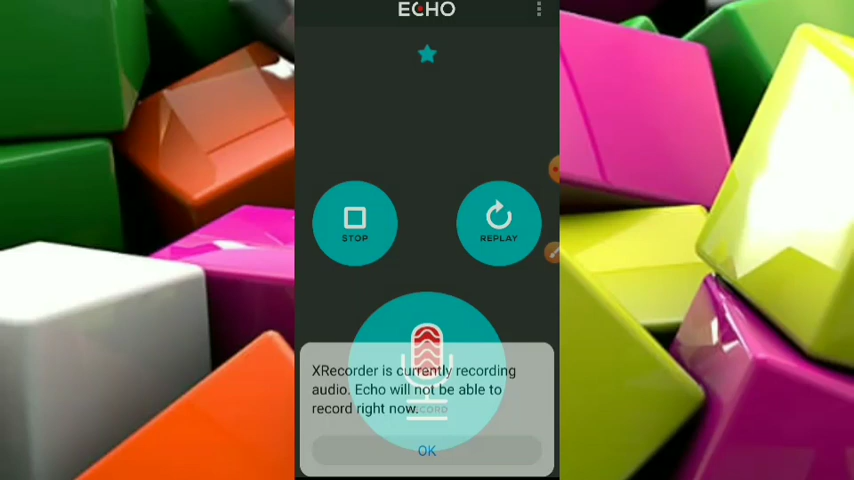 ECHO
STOP
REPLAY
XRecorder is currently recording
audio. Echo will not be able to
record right now.
OK